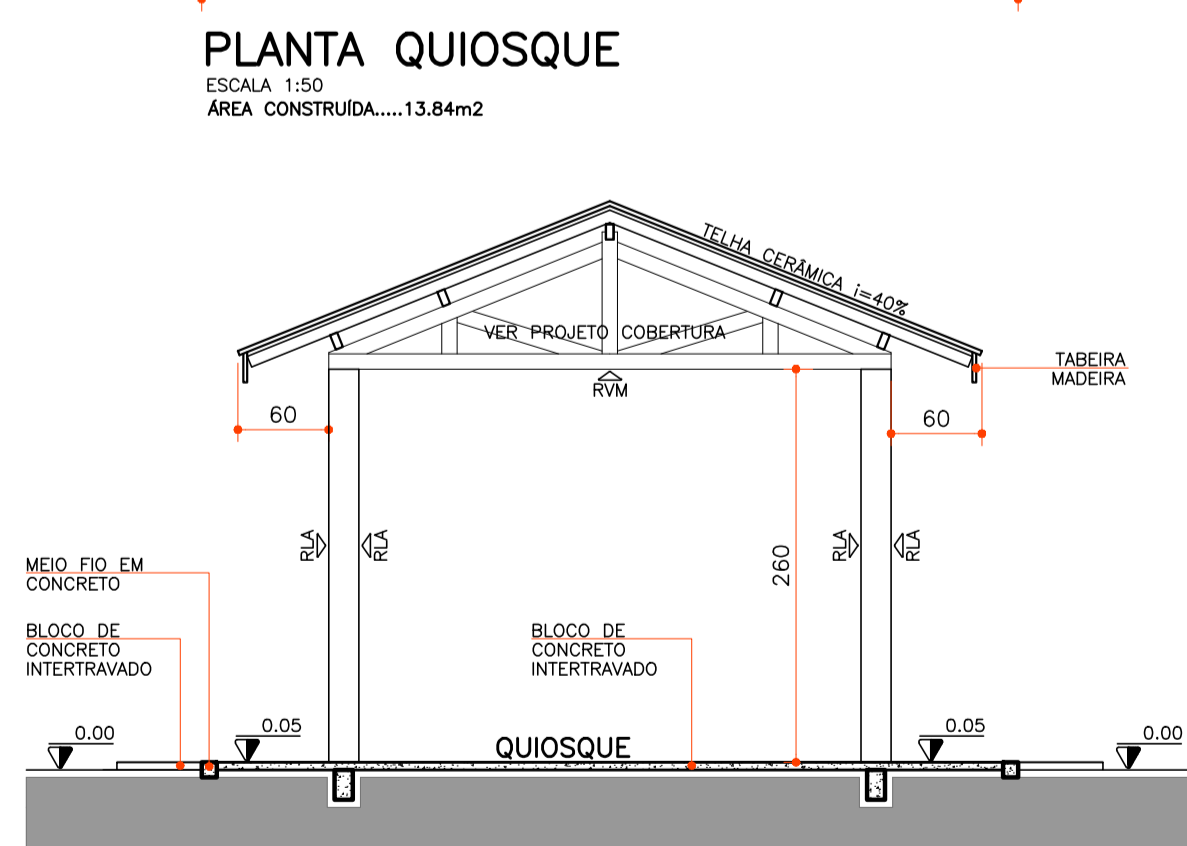 PLANTA QUIOSQUE
ESCALA 1:50
ÁREA CONSTRUÍDA.....13.84m2
TELHA CERÂMICA i=40%
VER PROJETO COBERTURA
RVM
TABEIRA
MADEIRA
60
60
RLA
RLA
RLA
RLA
260
MEIO FIO EM
CONCRETO
BLOCO DE
CONCRETO
INTERTRAVADO
BLOCO DE
CONCRETO
INTERTRAVADO
0.00
0.05
QUIOSQUE
0.05
0.00